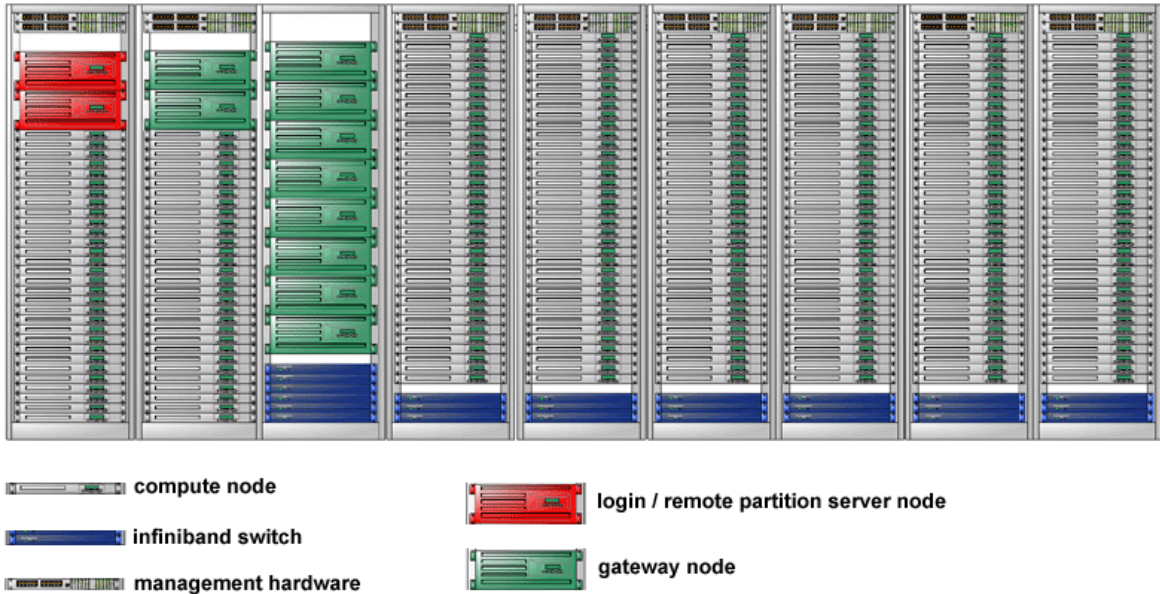 compute node
infiniband switch
management hardware
login / remote partition server node
gateway node